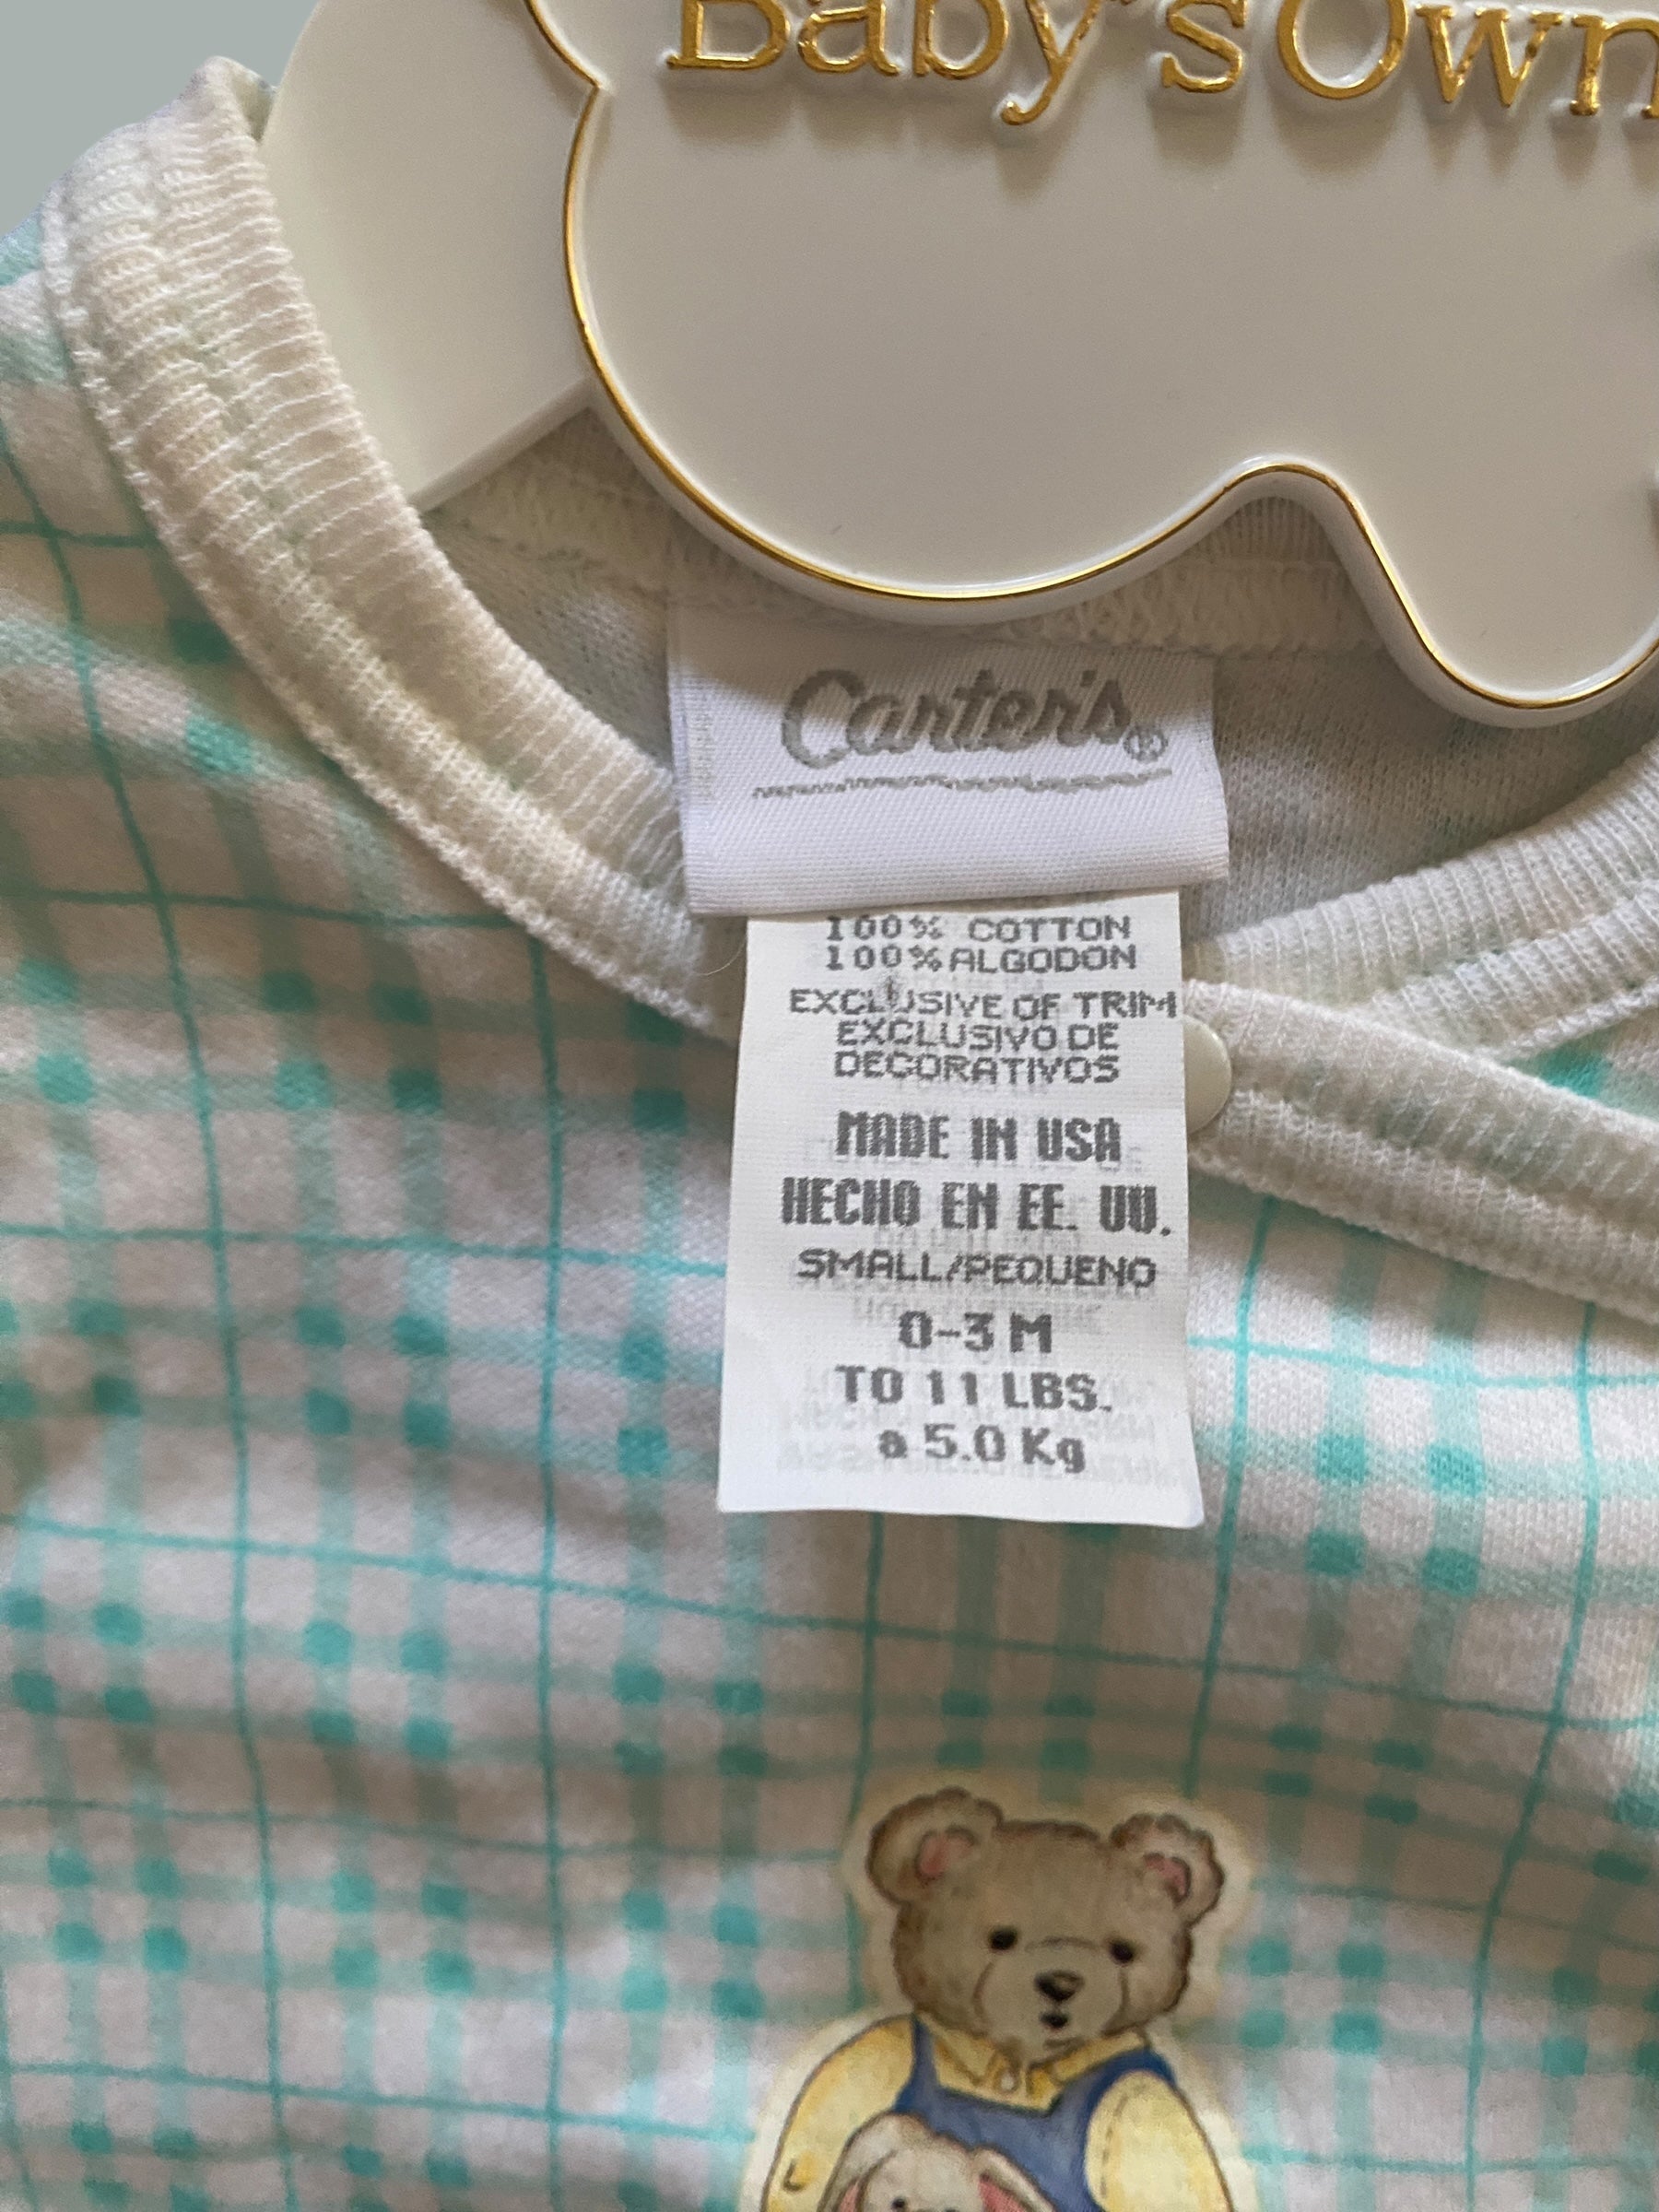 Baby's Own
Carter's®
100% COTTON
100% ALGODON
EXCLUSIVE OF TRIM
EXCLUSIVO DE
DECORATIVOS
MADE IN USA
HECHO EN EE. UU.
SMALL/PEQUENO
0-3 M
TO 11 LBS.
a 5.0 Kg